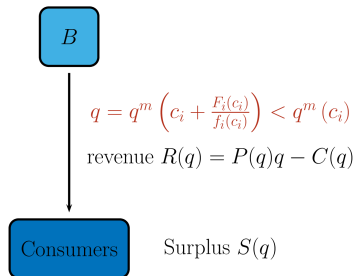 B
q = q^m (c_i + F_i(c_i)/f_i(c_i)) < q^m (c_i)
revenue R(q) = P(q)q − C(q)
Consumers Surplus S(q)